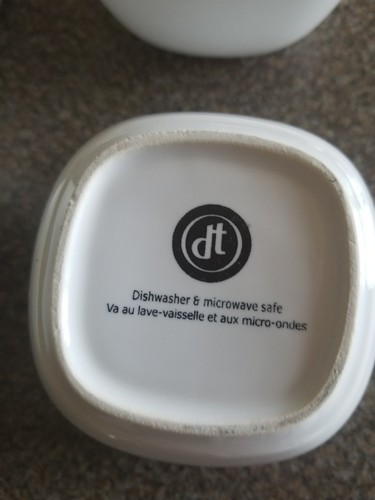 dt
Dishwasher & microwave safe
Va au lave-vaisselle et aux micro-ondes